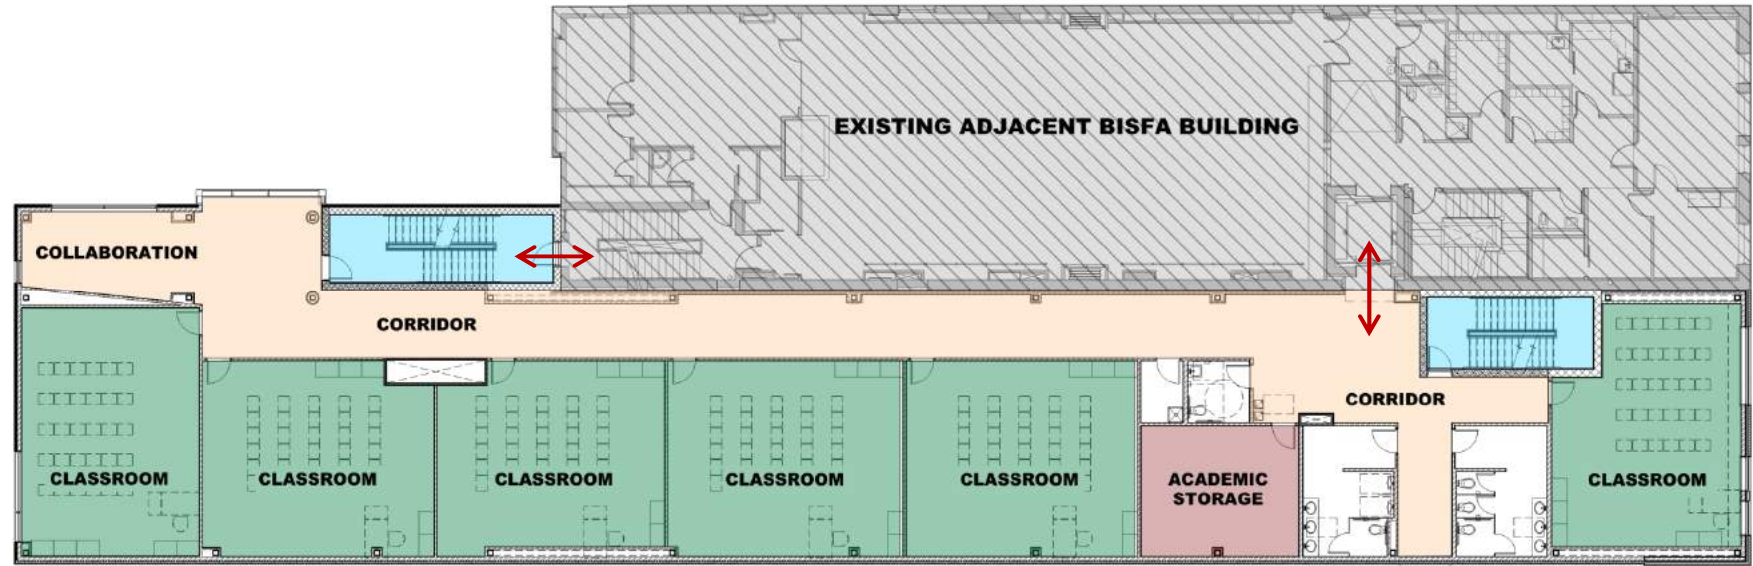 EXISTING ADJACENT BISFA BUILDING
COLLABORATION
CORRIDOR
CORRIDOR
CLASSROOM
CLASSROOM
CLASSROOM
CLASSROOM
CLASSROOM
ACADEMIC
STORAGE
CLASSROOM